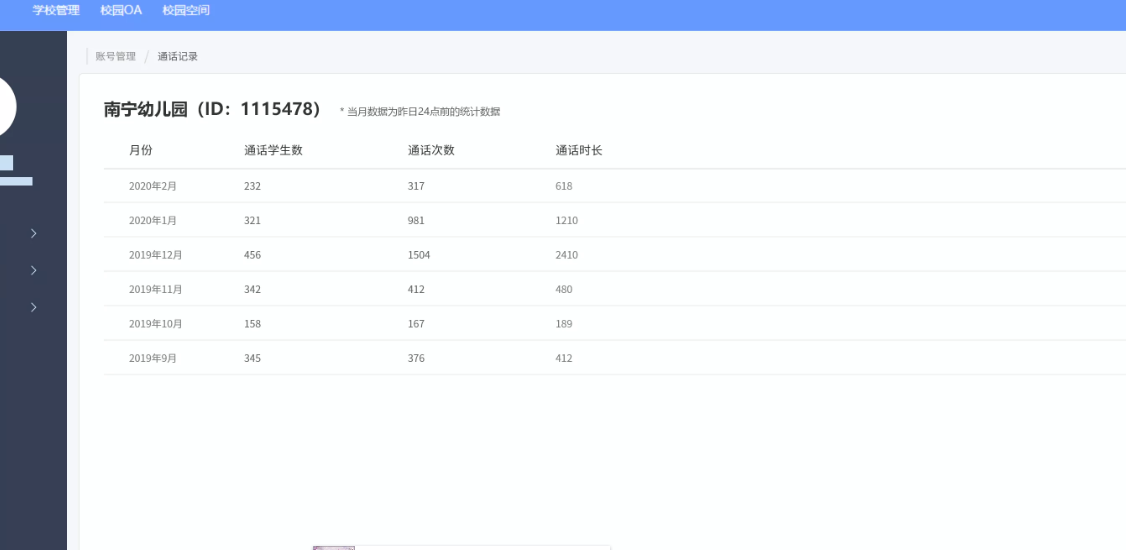 学校管理 校园OA 校园空间
账号管理 / 通话记录
南宁幼儿园（ID：1115478） * 当月数据为昨日24点前的统计数据
月份 通话学生数 通话次数 通话时长
2020年2月 232 317 618
2020年1月 321 981 1210
2019年12月 456 1504 2410
2019年11月 342 412 480
2019年10月 158 167 189
2019年9月 345 376 412